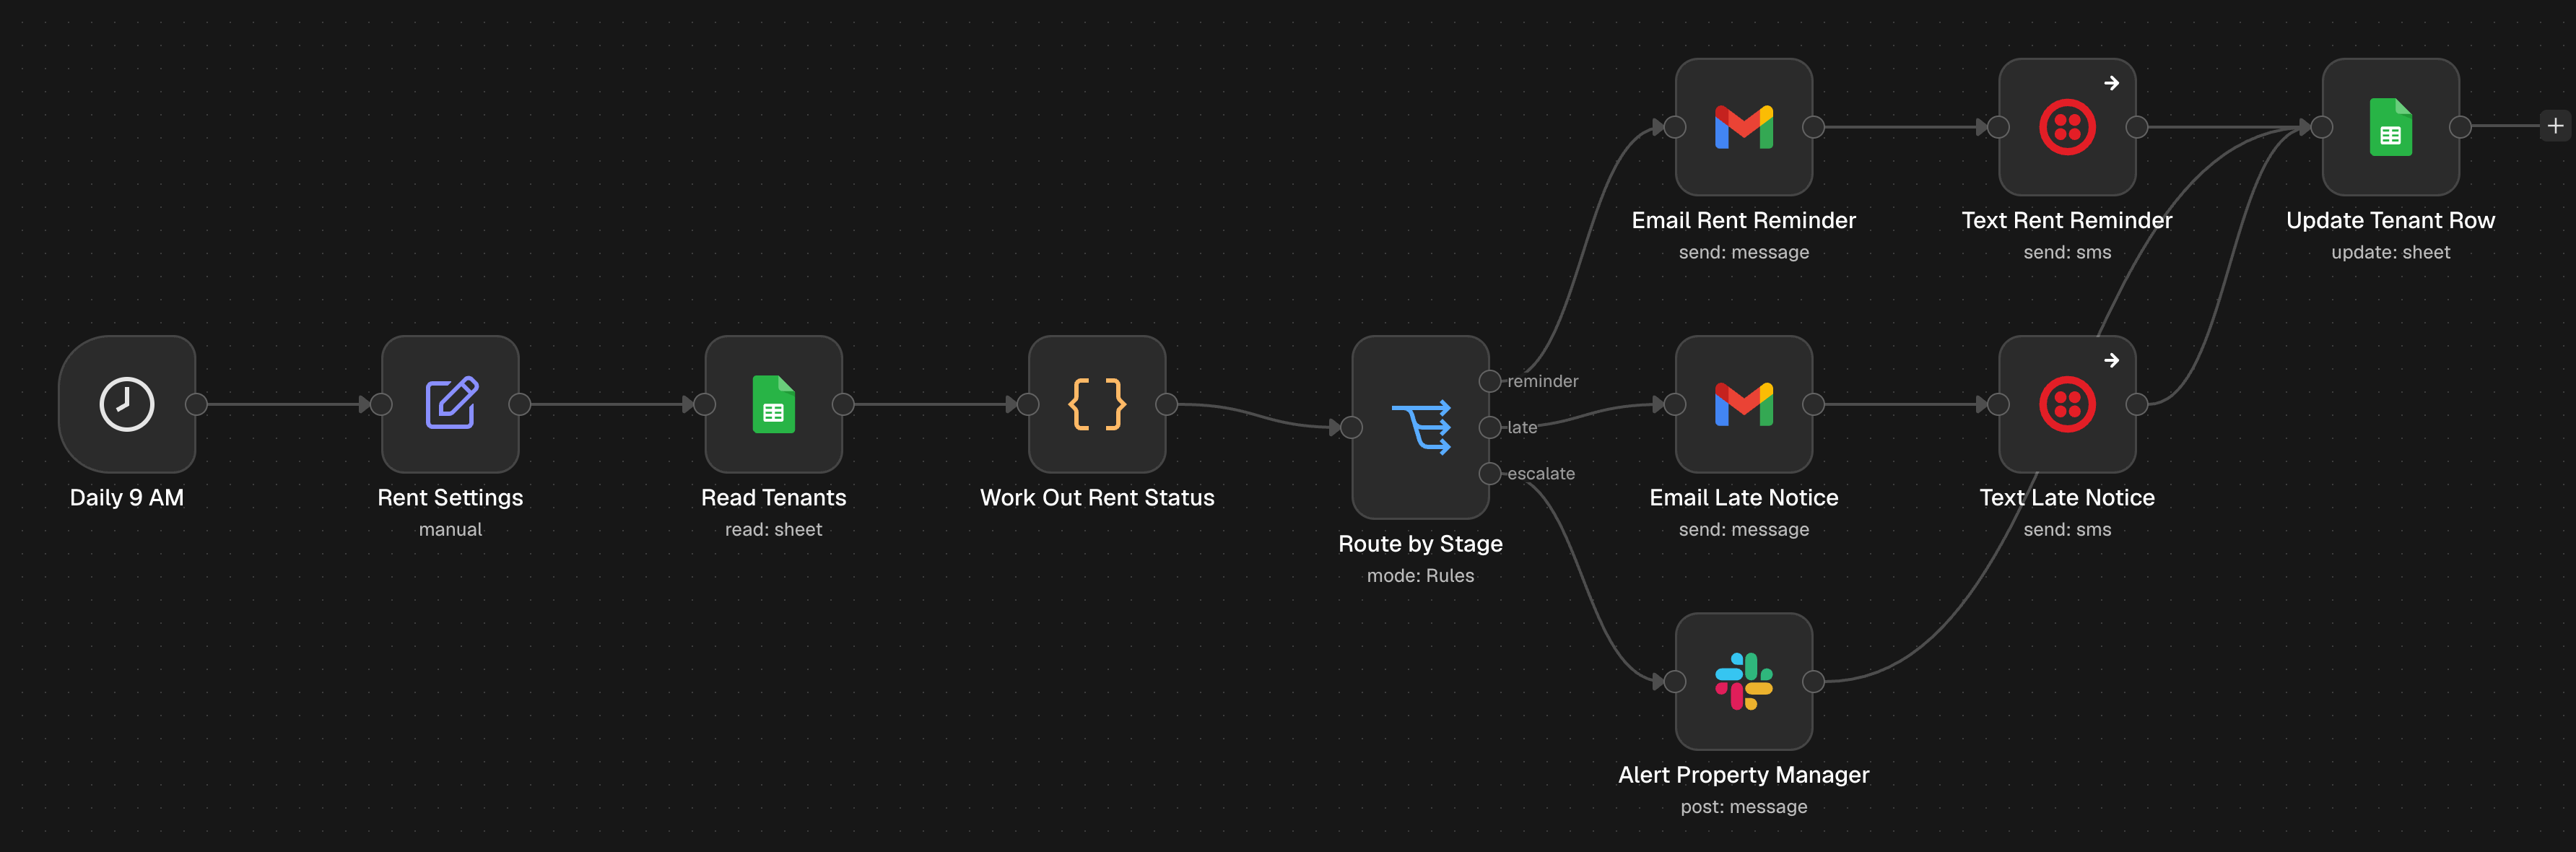 Daily 9 AM
Rent Settings
manual
Read Tenants
read: sheet
Work Out Rent Status
Route by Stage
mode: Rules
reminder
late
escalate
Email Rent Reminder
send: message
Text Rent Reminder
send: sms
Update Tenant Row
update: sheet
Email Late Notice
send: message
Text Late Notice
send: sms
Alert Property Manager
post: message